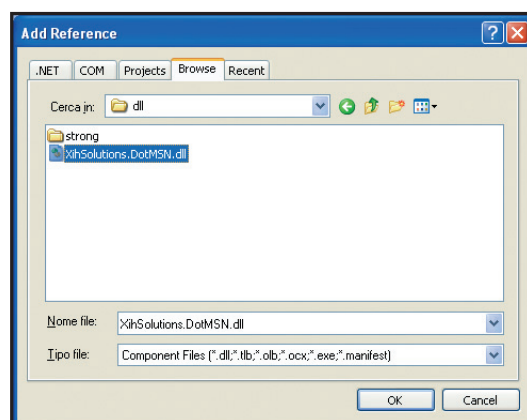 Add Reference
.NET COM Projects Browse Recent
Cerca in: dll
strong
XihSolutions.DotMSN.dll
Nome file: XihSolutions.DotMSN.dll
Tipo file: Component Files (*.dll;*.tlb;*.olb;*.ocx;*.exe;*.manifest)
OK Cancel